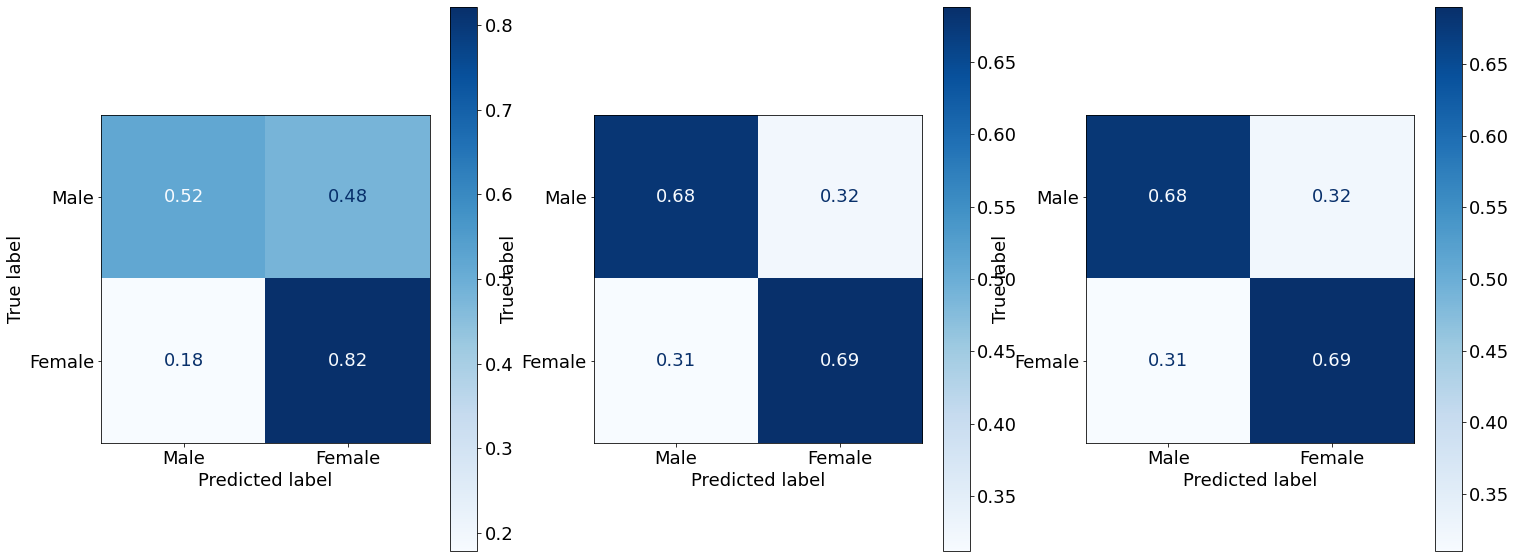 0.8
0.7
0.6
0.5
0.4
0.3
0.2
True label
Male
Female
0.52
0.48
0.18
0.82
Male
Female
Predicted label
0.65
0.60
0.55
0.50
0.45
0.40
0.35
True label
Male
Female
0.68
0.32
0.31
0.69
Male
Female
Predicted label
0.65
0.60
0.55
0.50
0.45
0.40
0.35
True label
Male
Female
0.68
0.32
0.31
0.69
Male
Female
Predicted label